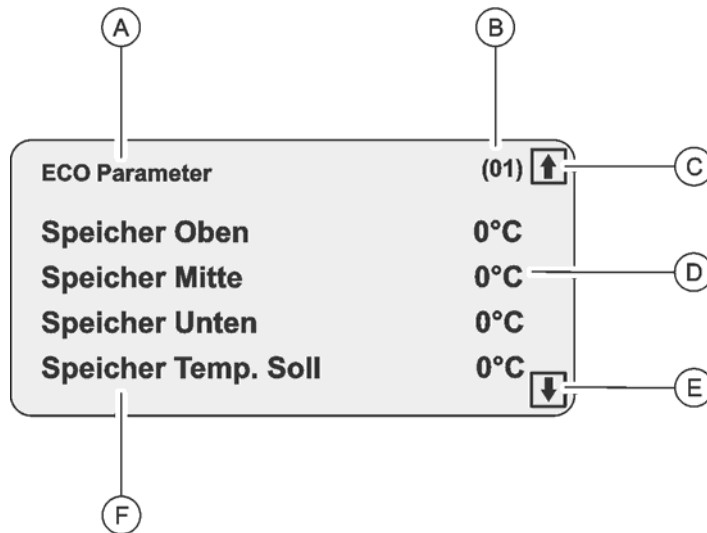 A B
ECO Parameter (01) C
Speicher Oben 0°C
Speicher Mitte 0°C D
Speicher Unten 0°C
Speicher Temp. Soll 0°C
E
F